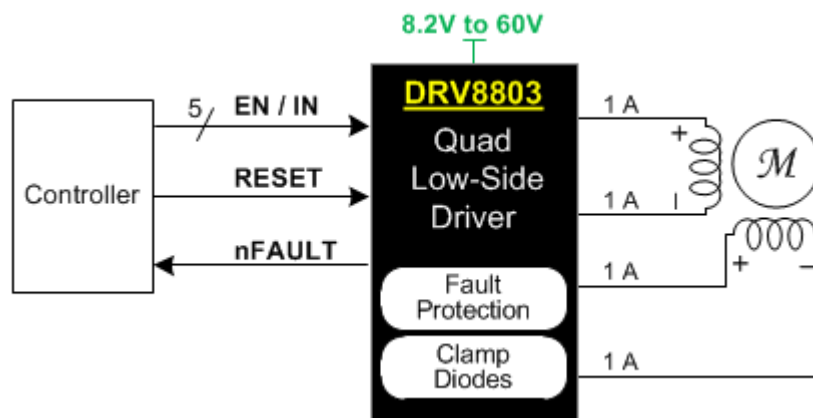 8.2V to 60V
DRV8803
Quad
Low-Side
Driver
Fault
Protection
Clamp
Diodes
Controller
5
EN / IN
RESET
nFAULT
1 A
1 A
1 A
1 A
+
–
+
–
M